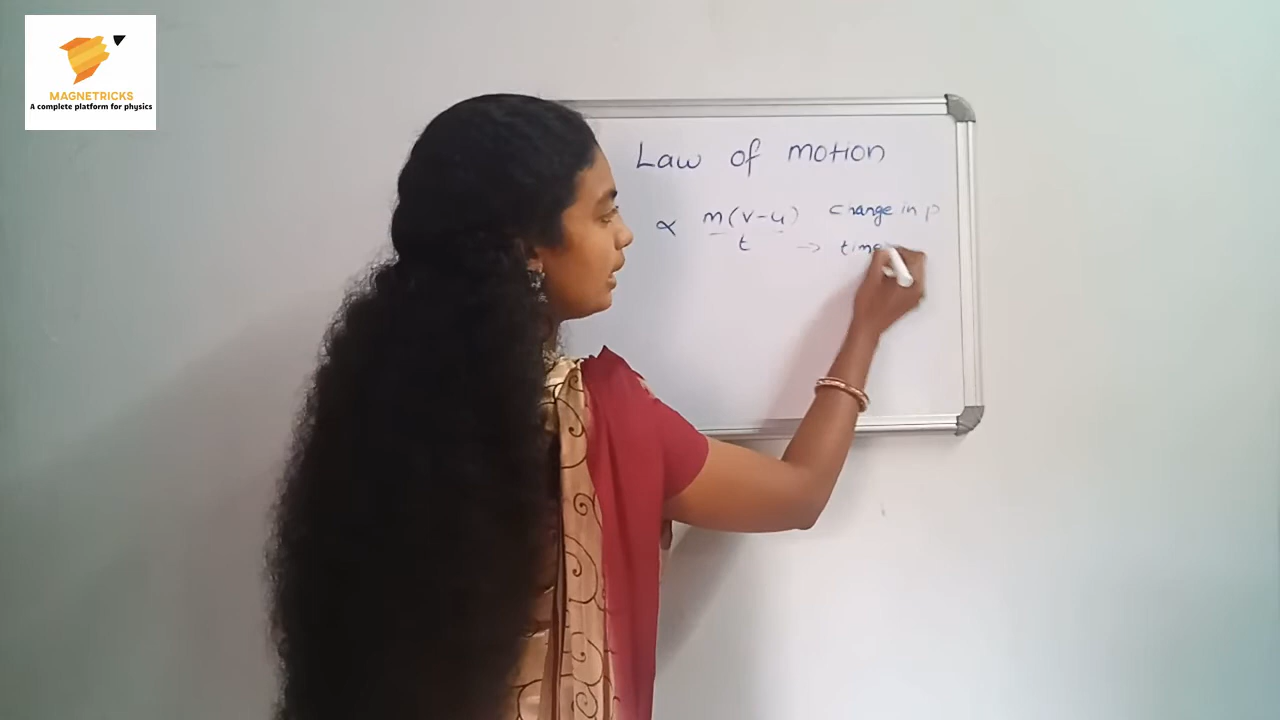 MAGNETRICKS
A complete platform for physics
Law of motion
∝ m(v-u) change in p
t → time